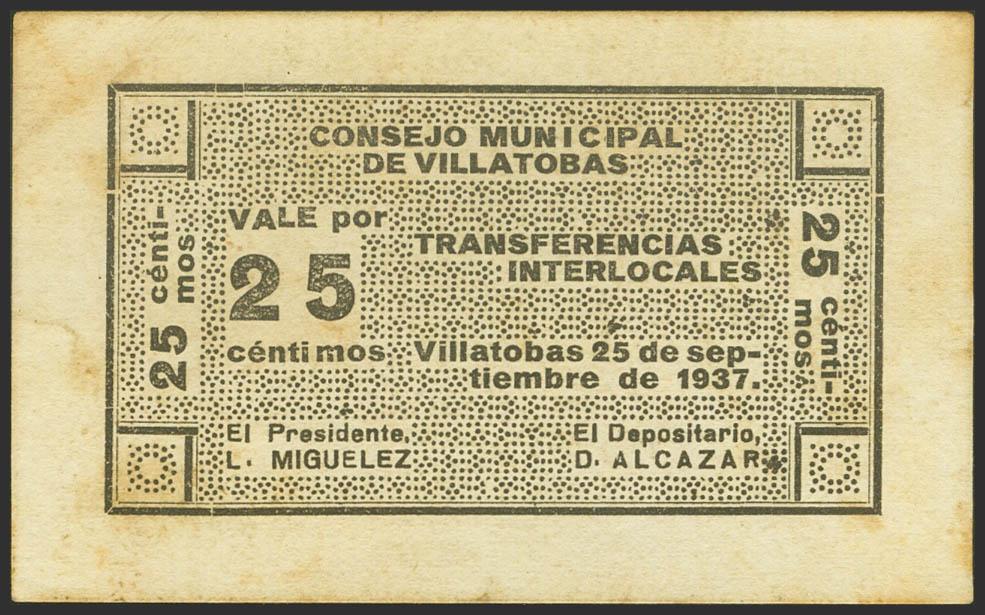 CONSEJO MUNICIPAL
DE VILLATOBAS
VALE por
25
céntimos
TRANSFERENCIAS
INTERLOCALES
Villatobas 25 de sep-
tiembre de 1937.
El Presidente,
L. MIGUELEZ
El Depositario,
D. ALCAZAR
25 cénti-
mos.
25 cénti-
mos.